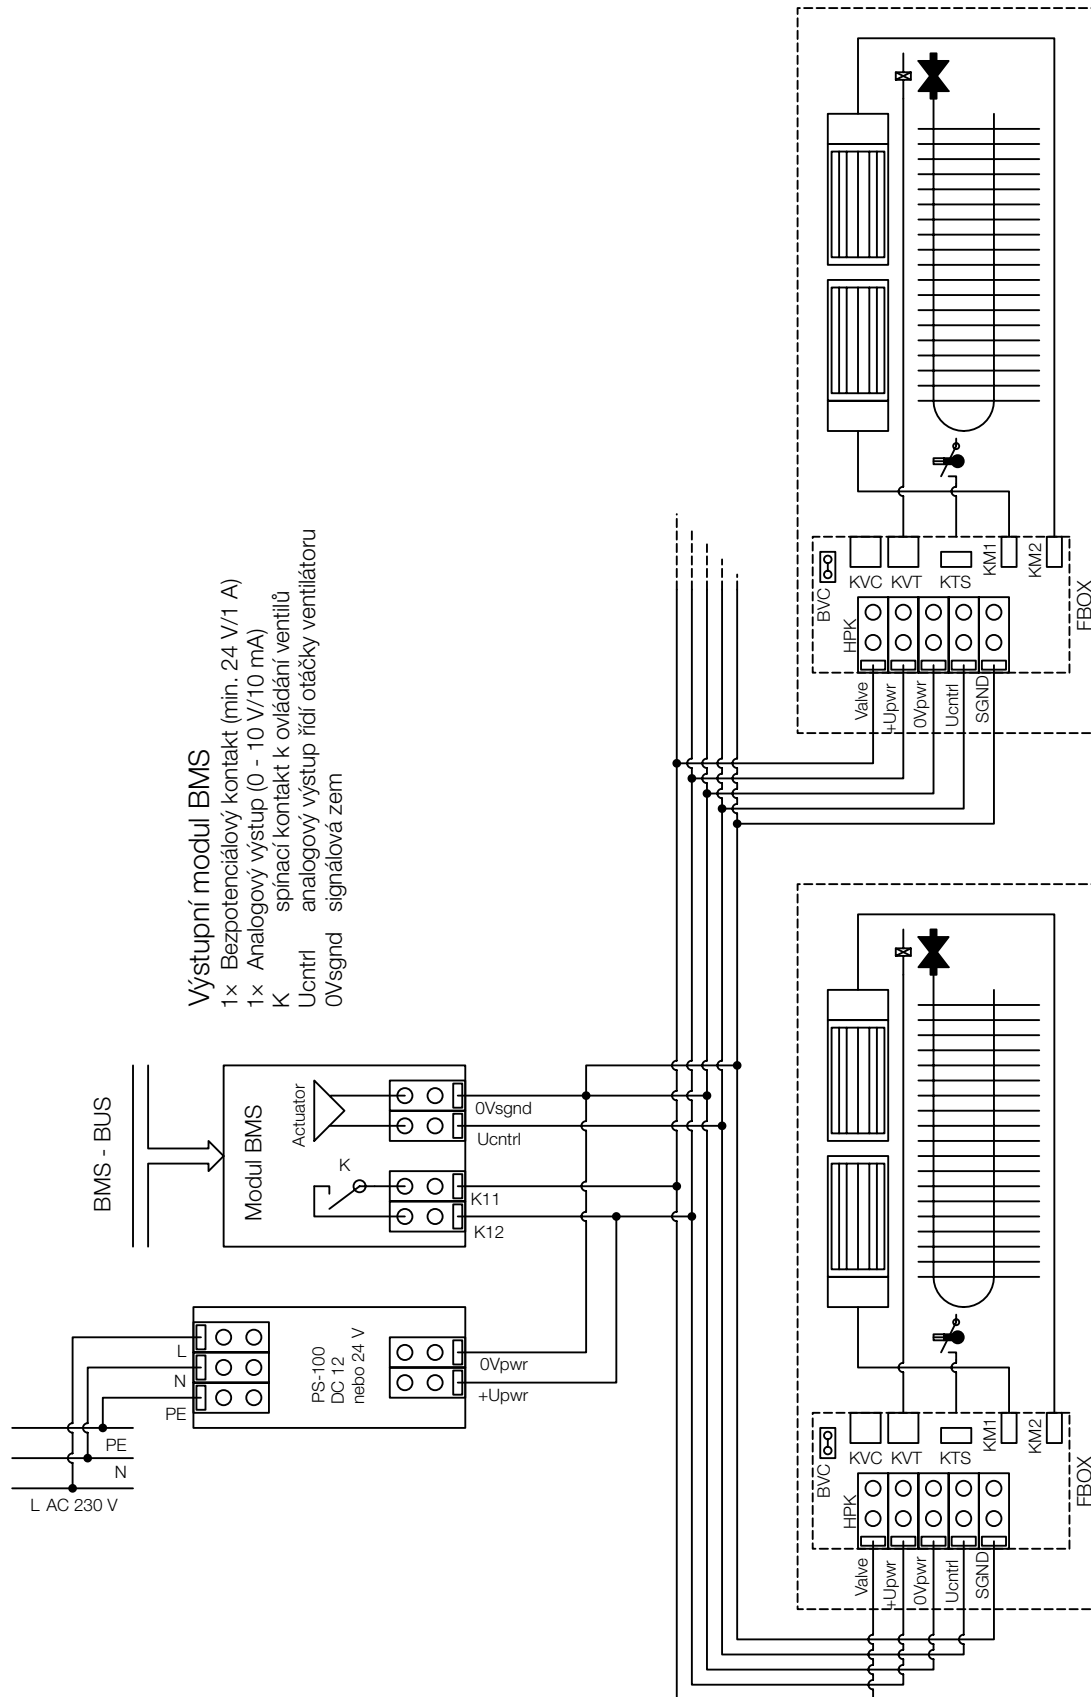 Výstupní modul BMS
1× Bezpotenciálový kontakt (min. 24 V/1 A)
1× Analogový výstup (0 - 10 V/10 mA)
K spínací kontakt k ovládání ventilů
Ucntrl analogový výstup řídí otáčky ventilátoru
0Vsgnd signálová zem
BMS - BUS
Modul BMS
Actuator
K
0Vsgnd
Ucntrl
K11
K12
PS-100
DC 12
nebo 24 V
L
N
PE
0Vpwr
+Upwr
PE
N
L AC 230 V
BVC
KVC
KVT
KTS
KM1
KM2
HPK
FBOX
Valve
+Upwr
0Vpwr
Ucntrl
SGND
BVC
KVC
KVT
KTS
KM1
KM2
HPK
FBOX
Valve
+Upwr
0Vpwr
Ucntrl
SGND